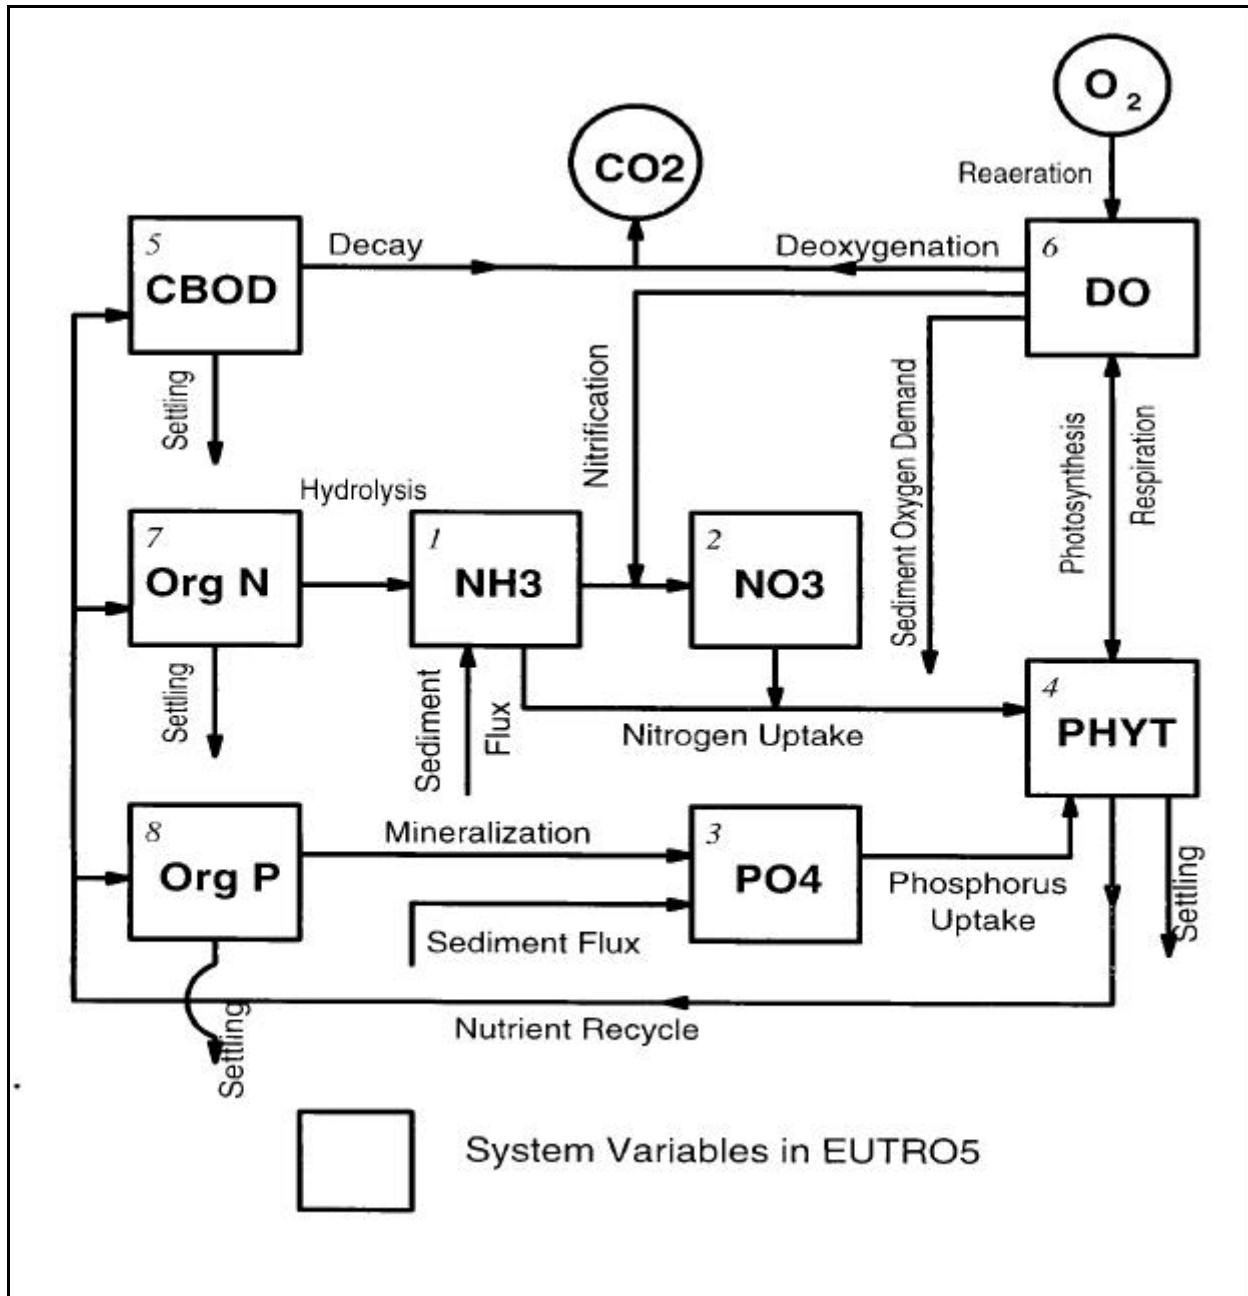 O 2
CO2
Reaeration
5
CBOD
Decay
Deoxygenation
6
DO
Settling
Nitrification
Sediment Oxygen Demand
Photosynthesis
Respiration
Hydrolysis
7
Org N
1
NH3
2
NO3
Settling
Sediment
Flux
Nitrogen Uptake
4
PHYT
8
Org P
Mineralization
3
PO4
Phosphorus
Uptake
Settling
Sediment Flux
Nutrient Recycle
Settling
System Variables in EUTRO5